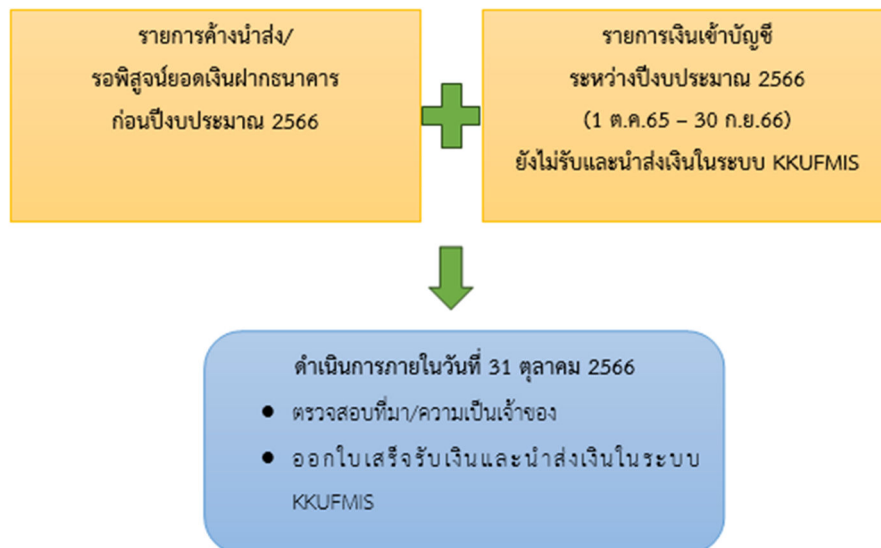 รายการค้างนำส่ง/
รอพิสูจน์ยอดเงินฝากธนาคาร
ก่อนปีงบประมาณ 2566
รายการเงินเข้าบัญชี
ระหว่างปีงบประมาณ 2566
(1 ต.ค.65 – 30 ก.ย.66)
ยังไม่รับและนำส่งเงินในระบบ KKUFMIS
ดำเนินการภายในวันที่ 31 ตุลาคม 2566
● ตรวจสอบที่มา/ความเป็นเจ้าของ
● ออกใบเสร็จรับเงินและนำส่งเงินในระบบ
KKUFMIS